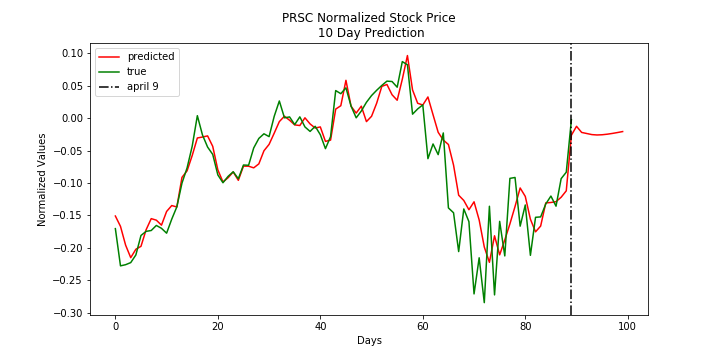 PRSC Normalized Stock Price
10 Day Prediction
predicted
true
april 9
Normalized Values
0.10
0.05
0.00
−0.05
−0.10
−0.15
−0.20
−0.25
−0.30
0
20
40
60
80
100
Days